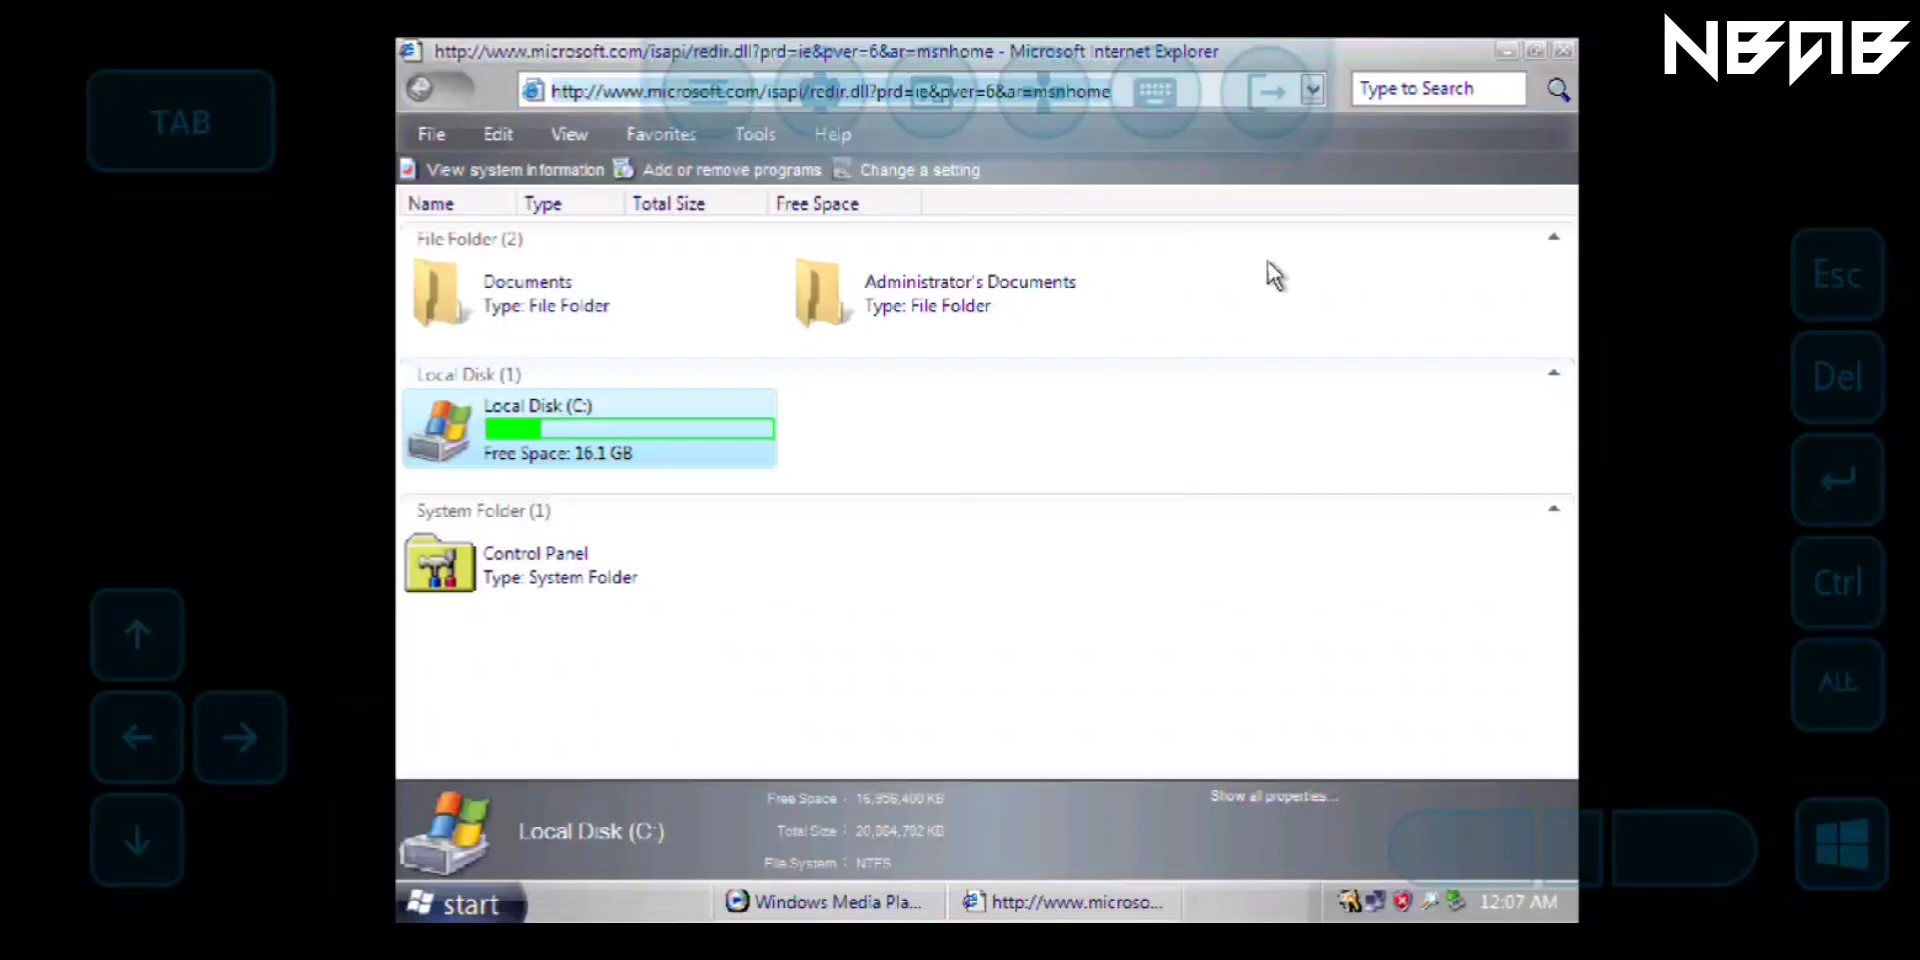 NBAB
http://www.microsoft.com/isapi/redir.dll?prd=ie&pver=6&ar=msnhome - Microsoft Internet Explorer
TAB
http://www.microsoft.com/isapi/redir.dll?prd=ie&pver=6&ar=msnhome
Type to Search
File Edit View Favorites Tools Help
View system information Add or remove programs Change a setting
Name Type Total Size Free Space
File Folder (2)
Documents
Type: File Folder
Administrator's Documents
Type: File Folder
Esc
Del
Local Disk (1)
Local Disk (C:)
Free Space: 16.1 GB
System Folder (1)
Control Panel
Type: System Folder
Ctrl
ALt
Local Disk (C:)
Free Space : 16,956,400 KB
Total Size : 20,964,792 KB
File System : NTFS
Show all properties...
start
Windows Media Pla...
http://www.microso...
12:07 AM